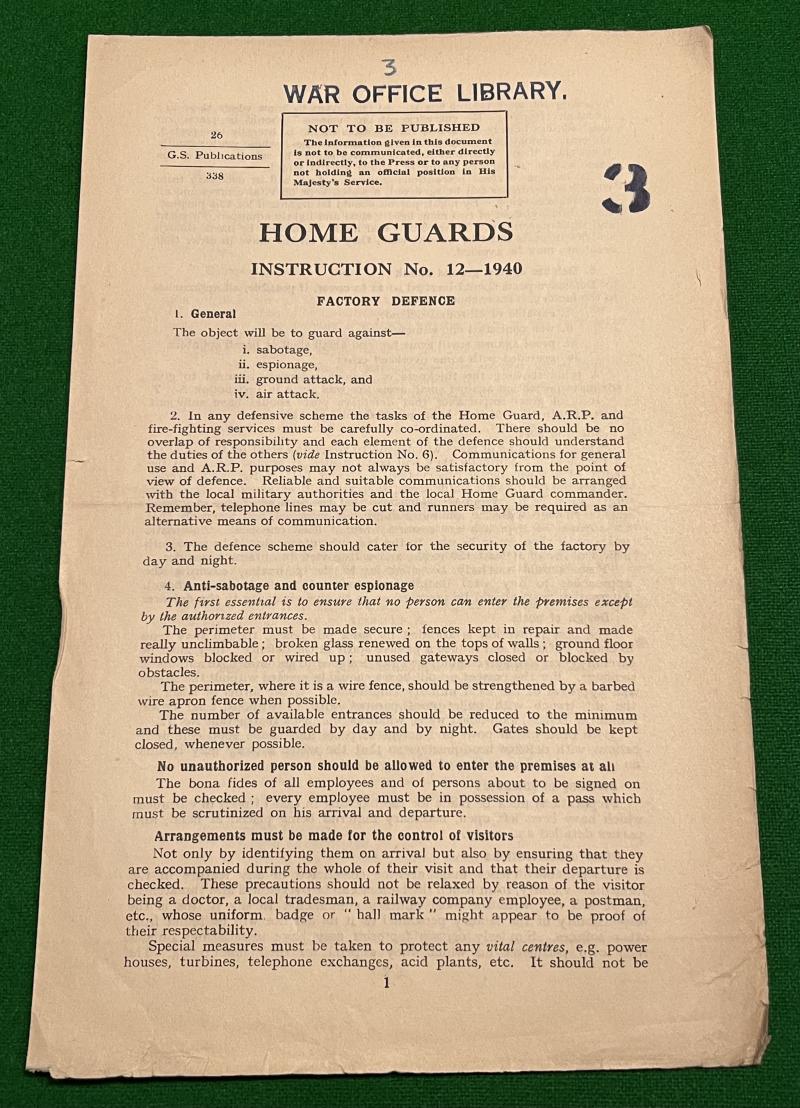 3
WAR OFFICE LIBRARY.
26
G.S. Publications
338
NOT TO BE PUBLISHED
The information given in this document
is not to be communicated, either directly
or indirectly, to the Press or to any person
not holding an official position in His
Majesty's Service.
3
HOME GUARDS
INSTRUCTION No. 12—1940
FACTORY DEFENCE
1. General
The object will be to guard against—
i. sabotage,
ii. espionage,
iii. ground attack, and
iv. air attack.
2. In any defensive scheme the tasks of the Home Guard, A.R.P. and
fire-fighting services must be carefully co-ordinated. There should be no
overlap of responsibility and each element of the defence should understand
the duties of the others (vide Instruction No. 6). Communications for general
use and A.R.P. purposes may not always be satisfactory from the point of
view of defence. Reliable and suitable communications should be arranged
with the local military authorities and the local Home Guard commander.
Remember, telephone lines may be cut and runners may be required as an
alternative means of communication.
3. The defence scheme should cater for the security of the factory by
day and night.
4. Anti-sabotage and counter espionage
The first essential is to ensure that no person can enter the premises except
by the authorized entrances.
The perimeter must be made secure ; fences kept in repair and made
really unclimbable ; broken glass renewed on the tops of walls ; ground floor
windows blocked or wired up ; unused gateways closed or blocked by
obstacles.
The perimeter, where it is a wire fence, should be strengthened by a barbed
wire apron fence when possible.
The number of available entrances should be reduced to the minimum
and these must be guarded by day and by night. Gates should be kept
closed, whenever possible.
No unauthorized person should be allowed to enter the premises at all
The bona fides of all employees and of persons about to be signed on
must be checked ; every employee must be in possession of a pass which
must be scrutinized on his arrival and departure.
Arrangements must be made for the control of visitors
Not only by identifying them on arrival but also by ensuring that they
are accompanied during the whole of their visit and that their departure is
checked. These precautions should not be relaxed by reason of the visitor
being a doctor, a local tradesman, a railway company employee, a postman,
etc., whose uniform, badge or " hall mark " might appear to be proof of
their respectability.
Special measures must be taken to protect any vital centres, e.g. power
houses, turbines, telephone exchanges, acid plants, etc. It should not be
1